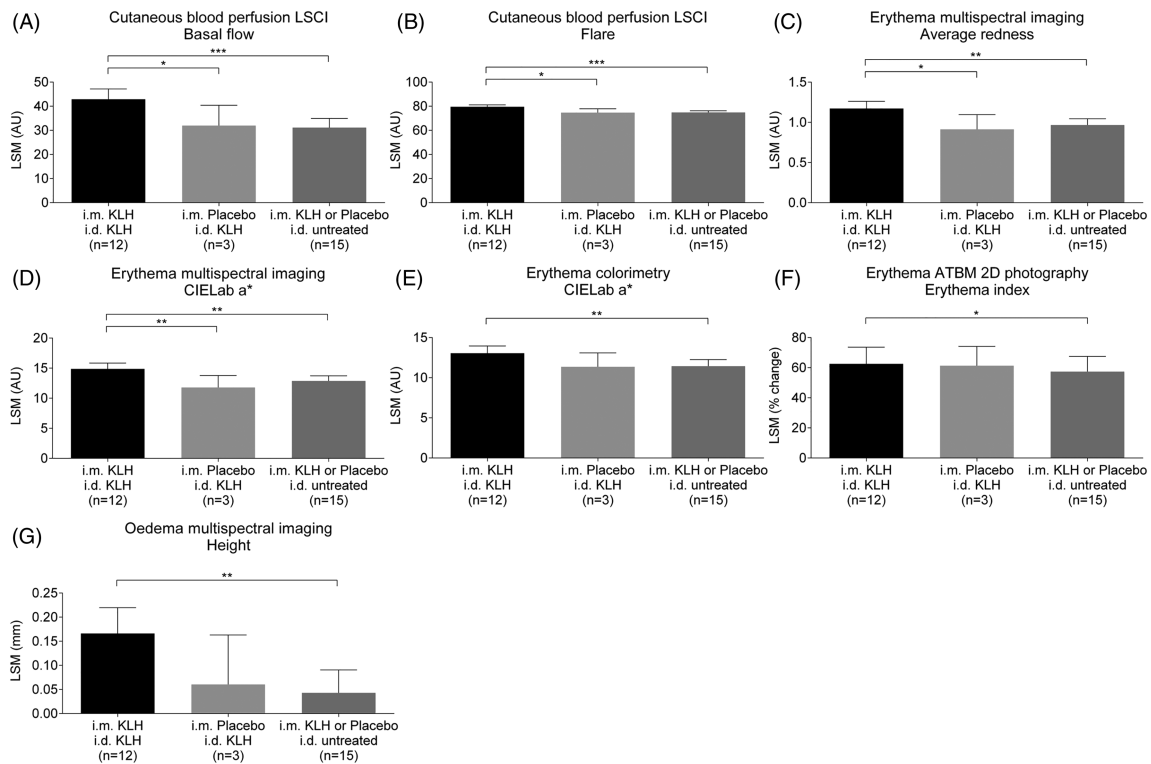 (A)
Cutaneous blood perfusion LSCI
Basal flow
***
*
50
40
30
20
10
0
LSM (AU)
i.m. KLH i.m. Placebo i.m. KLH or Placebo
i.d. KLH i.d. KLH i.d. untreated
(n=12) (n=3) (n=15)
(B)
Cutaneous blood perfusion LSCI
Flare
***
*
100
80
60
40
20
0
LSM (AU)
i.m. KLH i.m. Placebo i.m. KLH or Placebo
i.d. KLH i.d. KLH i.d. untreated
(n=12) (n=3) (n=15)
(C)
Erythema multispectral imaging
Average redness
**
*
1.5
1.0
0.5
0.0
LSM (AU)
i.m. KLH i.m. Placebo i.m. KLH or Placebo
i.d. KLH i.d. KLH i.d. untreated
(n=12) (n=3) (n=15)
(D)
Erythema multispectral imaging
CIELab a*
**
**
20
15
10
5
0
LSM (AU)
i.m. KLH i.m. Placebo i.m. KLH or Placebo
i.d. KLH i.d. KLH i.d. untreated
(n=12) (n=3) (n=15)
(E)
Erythema colorimetry
CIELab a*
**
15
10
5
0
LSM (AU)
i.m. KLH i.m. Placebo i.m. KLH or Placebo
i.d. KLH i.d. KLH i.d. untreated
(n=12) (n=3) (n=15)
(F)
Erythema ATBM 2D photography
Erythema index
*
80
60
40
20
0
LSM (% change)
i.m. KLH i.m. Placebo i.m. KLH or Placebo
i.d. KLH i.d. KLH i.d. untreated
(n=12) (n=3) (n=15)
(G)
Oedema multispectral imaging
Height
**
0.25
0.20
0.15
0.10
0.05
0.00
LSM (mm)
i.m. KLH i.m. Placebo i.m. KLH or Placebo
i.d. KLH i.d. KLH i.d. untreated
(n=12) (n=3) (n=15)